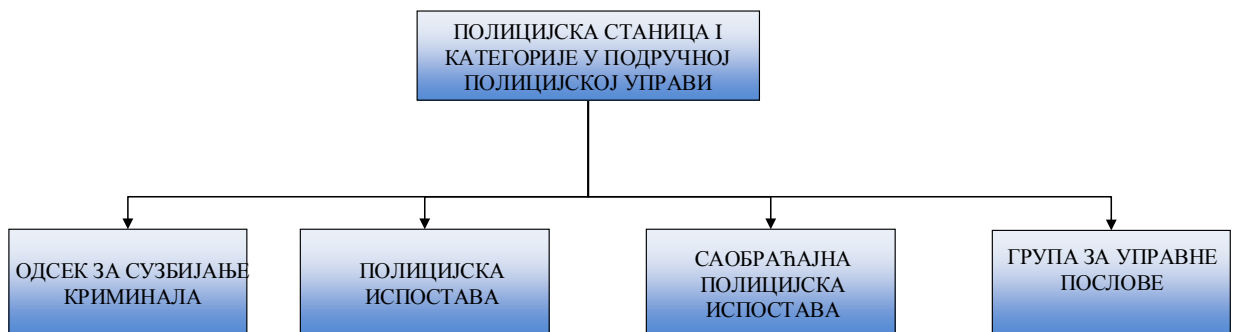 ПОЛИЦИЈСКА СТАНИЦА I
КАТЕГОРИЈЕ У ПОДРУЧНОЈ
ПОЛИЦИЈСКОЈ УПРАВИ
ОДСЕК ЗА СУЗБИЈАЊЕ
КРИМИНАЛА
ПОЛИЦИЈСКА
ИСПОСТАВА
САОБРАЋАЈНА
ПОЛИЦИЈСКА
ИСПОСТАВА
ГРУПА ЗА УПРАВНЕ
ПОСЛОВЕ